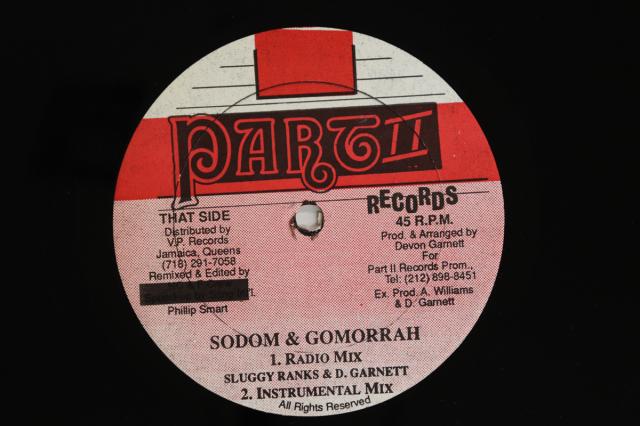 PART II
RECORDS
THAT SIDE
Distributed by
V.P. Records
Jamaica, Queens
(718) 291-7058
Remixed & Edited by
Phillip Smart
45 R.P.M.
Prod. & Arranged by
Devon Garnett
For
Part II Records Prom.,
Tel: (212) 898-8451
Ex. Prod. A. Williams
& D. Garnett
SODOM & GOMORRAH
1. RADIO MIX
SLUGGY RANKS & D. GARNETT
2. INSTRUMENTAL MIX
All Rights Reserved